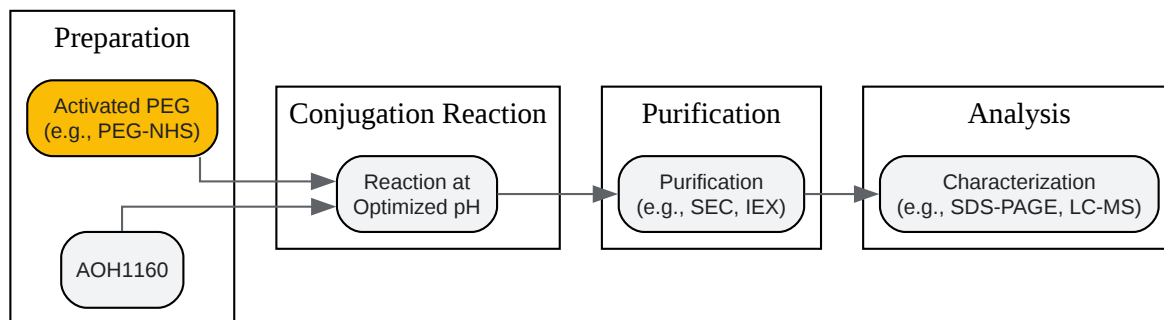 Preparation
Activated PEG
(e.g., PEG-NHS)
AOH1160
Conjugation Reaction
Reaction at
Optimized pH
Purification
Purification
(e.g., SEC, IEX)
Analysis
Characterization
(e.g., SDS-PAGE, LC-MS)